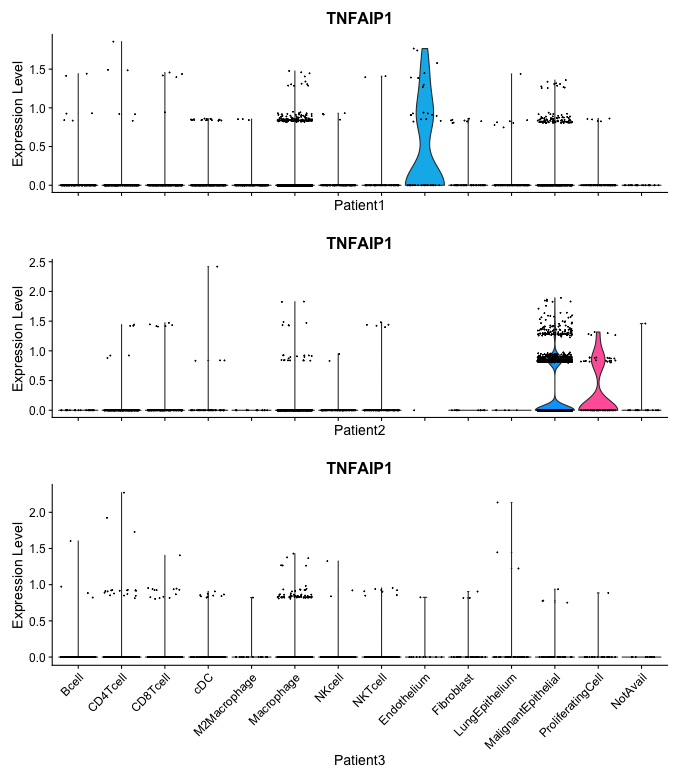 TNFAIP1
Expression Level
1.5
1.0
0.5
0.0
Patient1
TNFAIP1
Expression Level
2.5
2.0
1.5
1.0
0.5
0.0
Patient2
TNFAIP1
Expression Level
2.0
1.5
1.0
0.5
0.0
Bcell
CD4Tcell
CD8Tcell
cDC
M2Macrophage
Macrophage
NKcell
NKTcell
Endothelium
Fibroblast
LungEpithelium
MalignantEpithelial
ProliferatingCell
NotAvail
Patient3